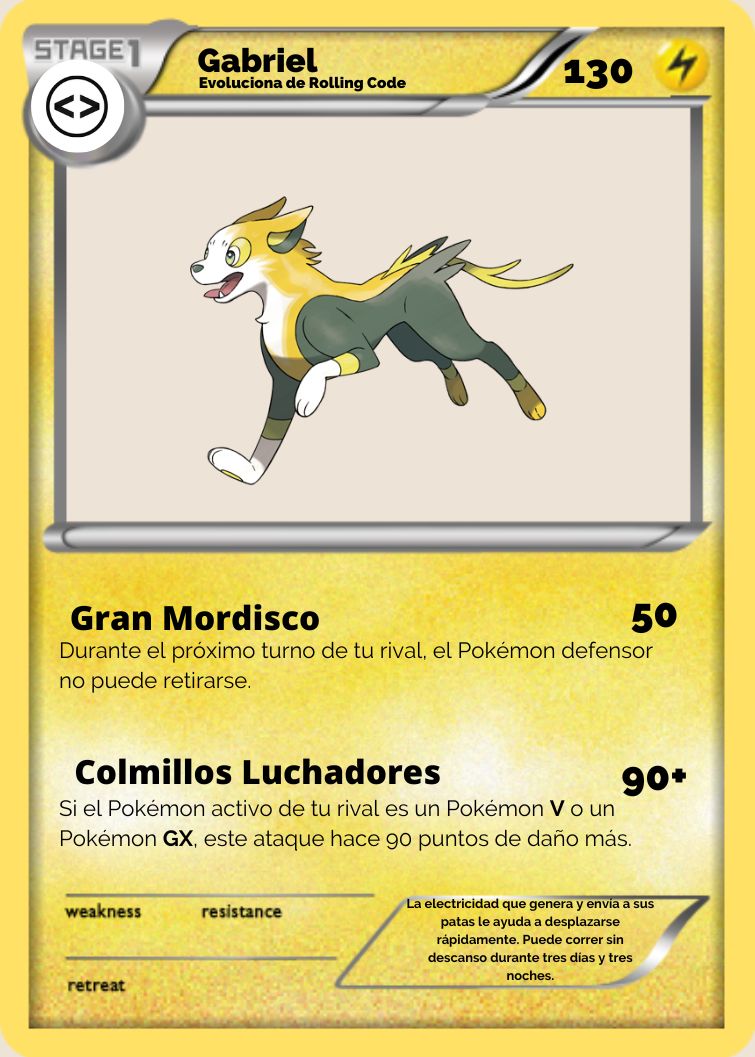 STAGE1
Gabriel
130
Evoluciona de Rolling Code
<>
Gran Mordisco
50
Durante el próximo turno de tu rival, el Pokémon defensor
no puede retirarse.
Colmillos Luchadores
90+
Si el Pokémon activo de tu rival es un Pokémon V o un
Pokémon GX, este ataque hace 90 puntos de daño más.
weakness
resistance
retreat
La electricidad que genera y envía a sus
patas le ayuda a desplazarse
rápidamente. Puede correr sin
descanso durante tres días y tres
noches.